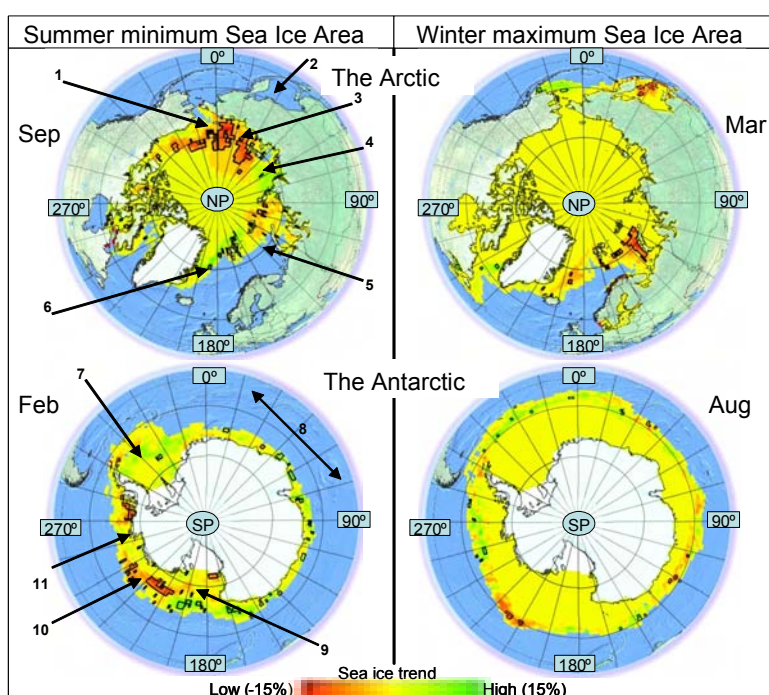 Summer minimum Sea Ice Area
Winter maximum Sea Ice Area
The Arctic
Sep
Mar
0º
1
2
3
4
270º
NP
90º
5
6
180º
0º
270º
NP
90º
180º
The Antarctic
Feb
Aug
0º
7
8
270º
SP
90º
11
10
9
180º
0º
270º
SP
90º
180º
Sea ice trend
Low (-15%)
High (15%)